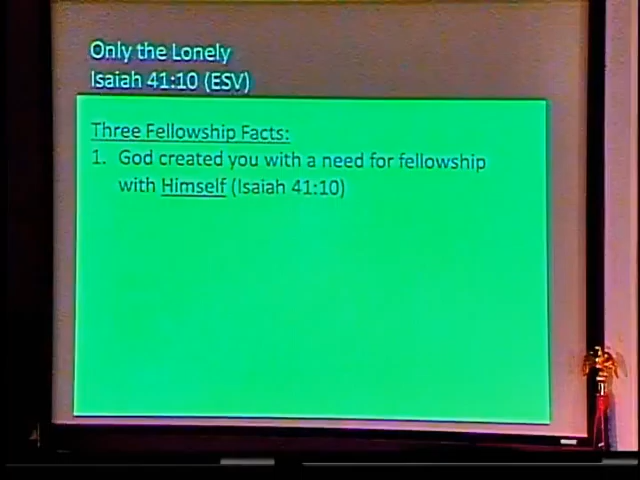 Only the Lonely
Isaiah 41:10 (ESV)
Three Fellowship Facts:
1. God created you with a need for fellowship
with Himself (Isaiah 41:10)